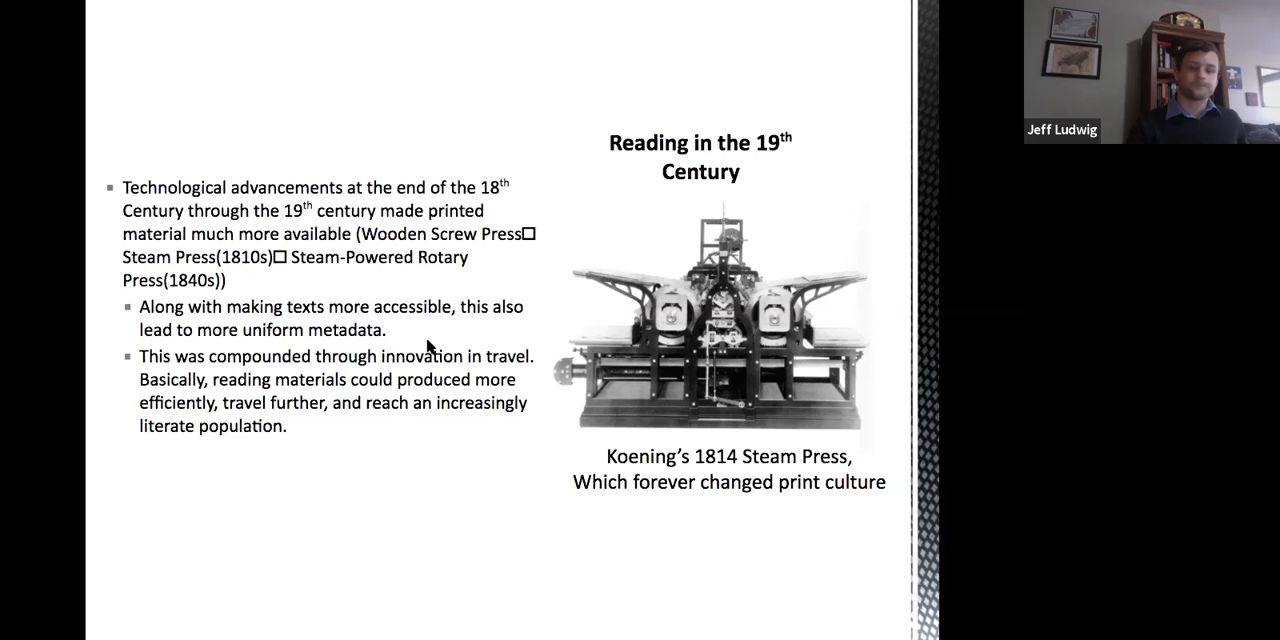 Reading in the 19th
Century
Technological advancements at the end of the 18th
Century through the 19th century made printed
material much more available (Wooden Screw Press□
Steam Press(1810s)□ Steam-Powered Rotary
Press(1840s))
Along with making texts more accessible, this also
lead to more uniform metadata.
This was compounded through innovation in travel.
Basically, reading materials could produced more
efficiently, travel further, and reach an increasingly
literate population.
Koening's 1814 Steam Press,
Which forever changed print culture
Jeff Ludwig